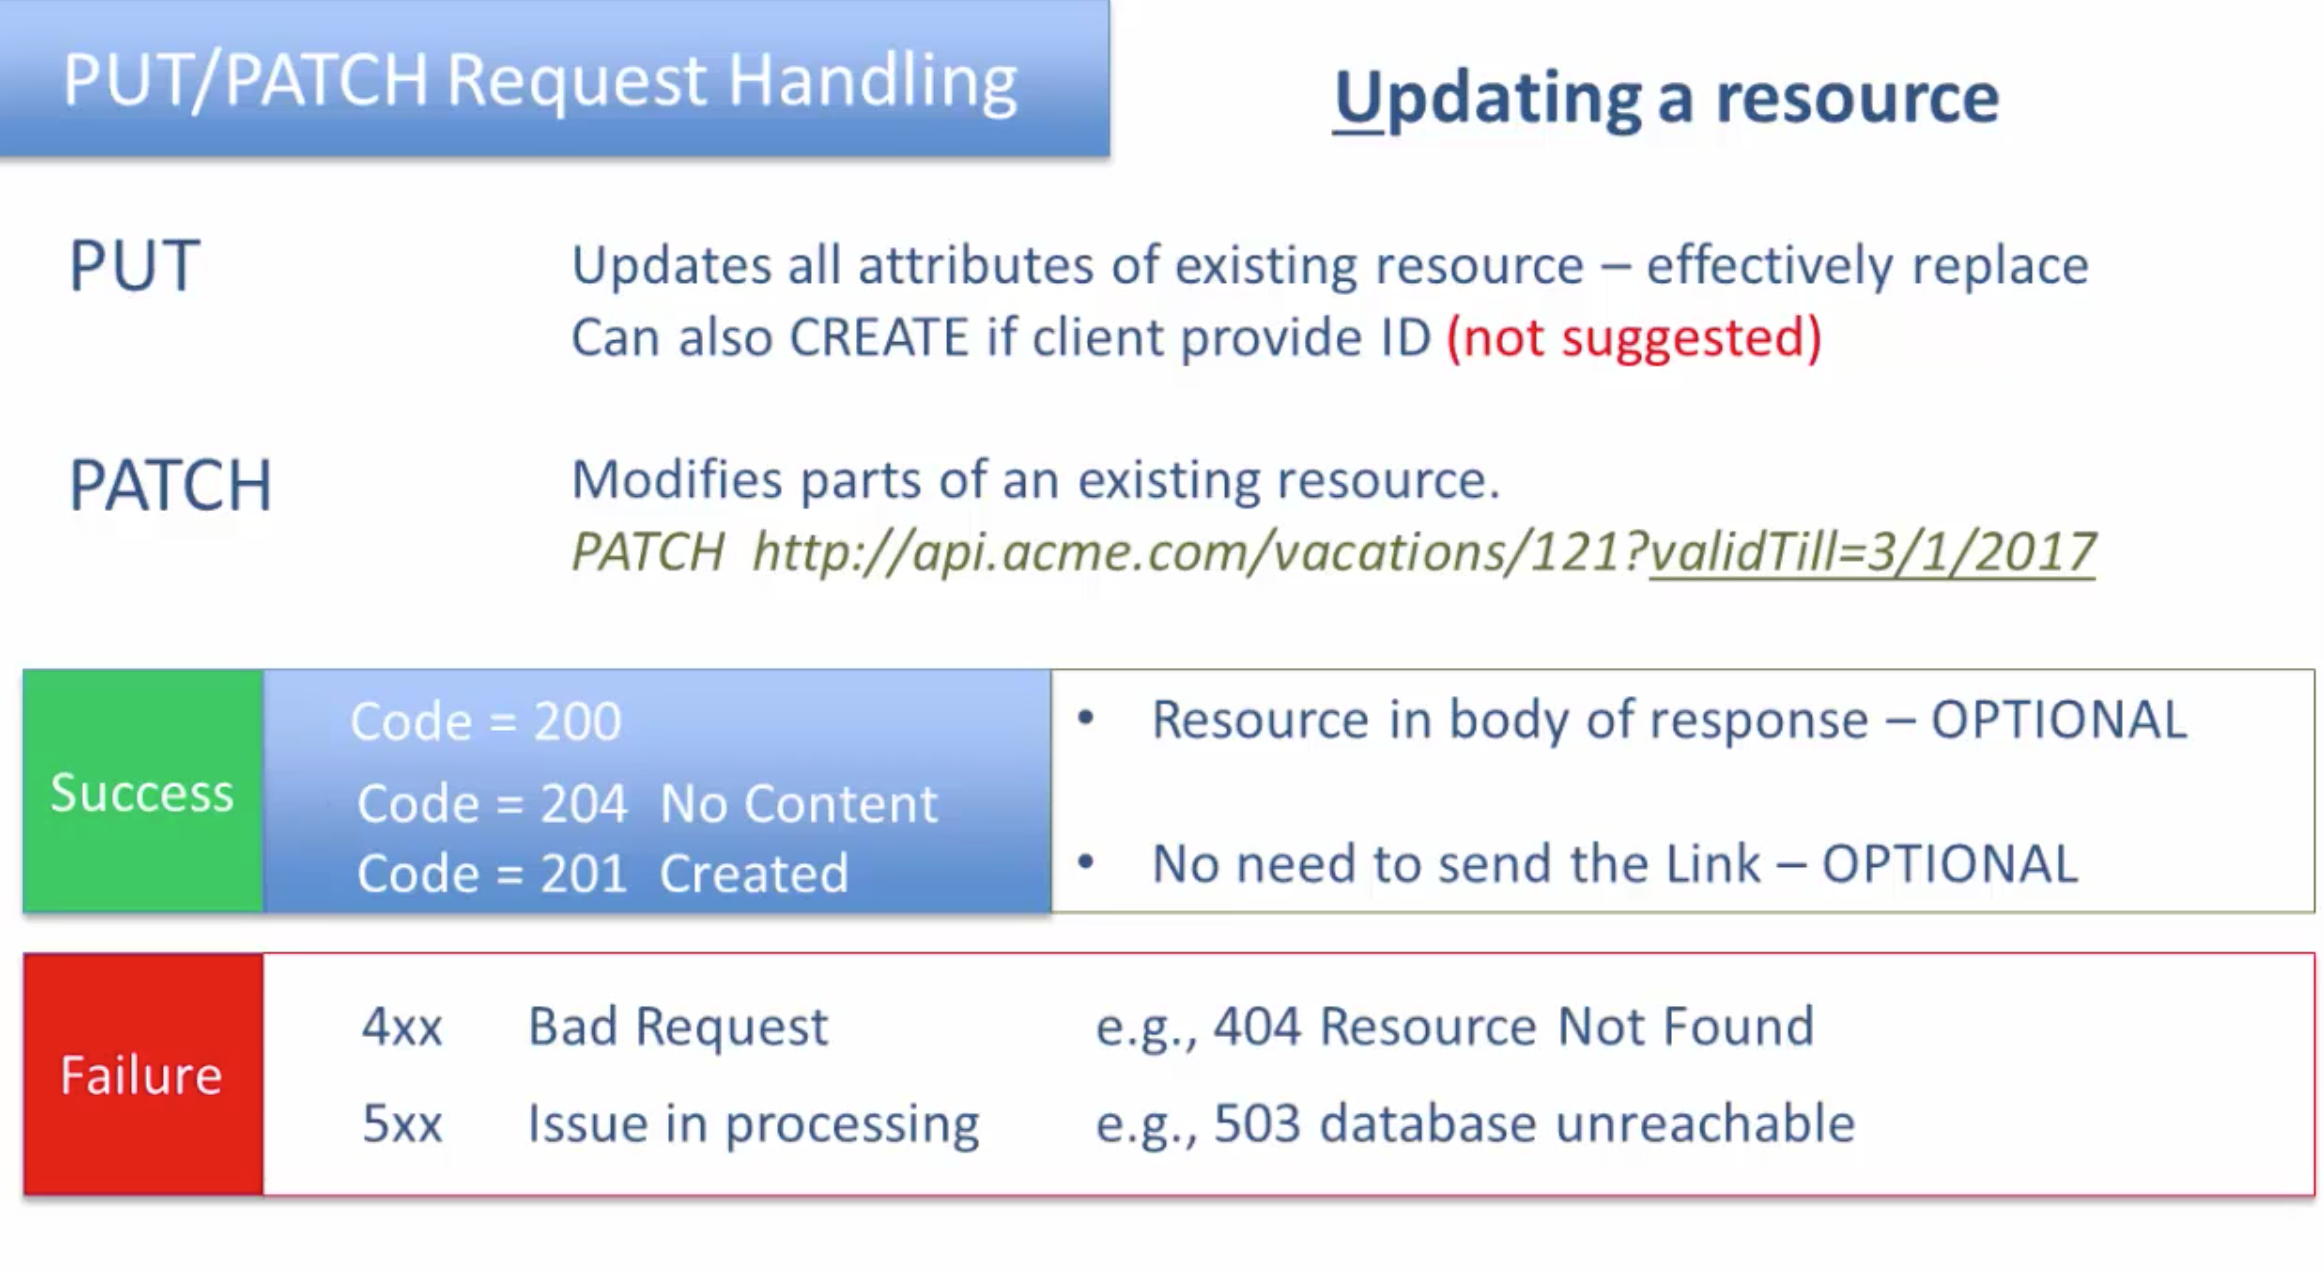 PUT/PATCH Request Handling
Updating a resource
PUT
Updates all attributes of existing resource – effectively replace
Can also CREATE if client provide ID (not suggested)
PATCH
Modifies parts of an existing resource.
PATCH http://api.acme.com/vacations/121?validTill=3/1/2017
Success
Code = 200
Code = 204 No Content
Code = 201 Created
• Resource in body of response – OPTIONAL
• No need to send the Link – OPTIONAL
Failure
4xx Bad Request e.g., 404 Resource Not Found
5xx Issue in processing e.g., 503 database unreachable